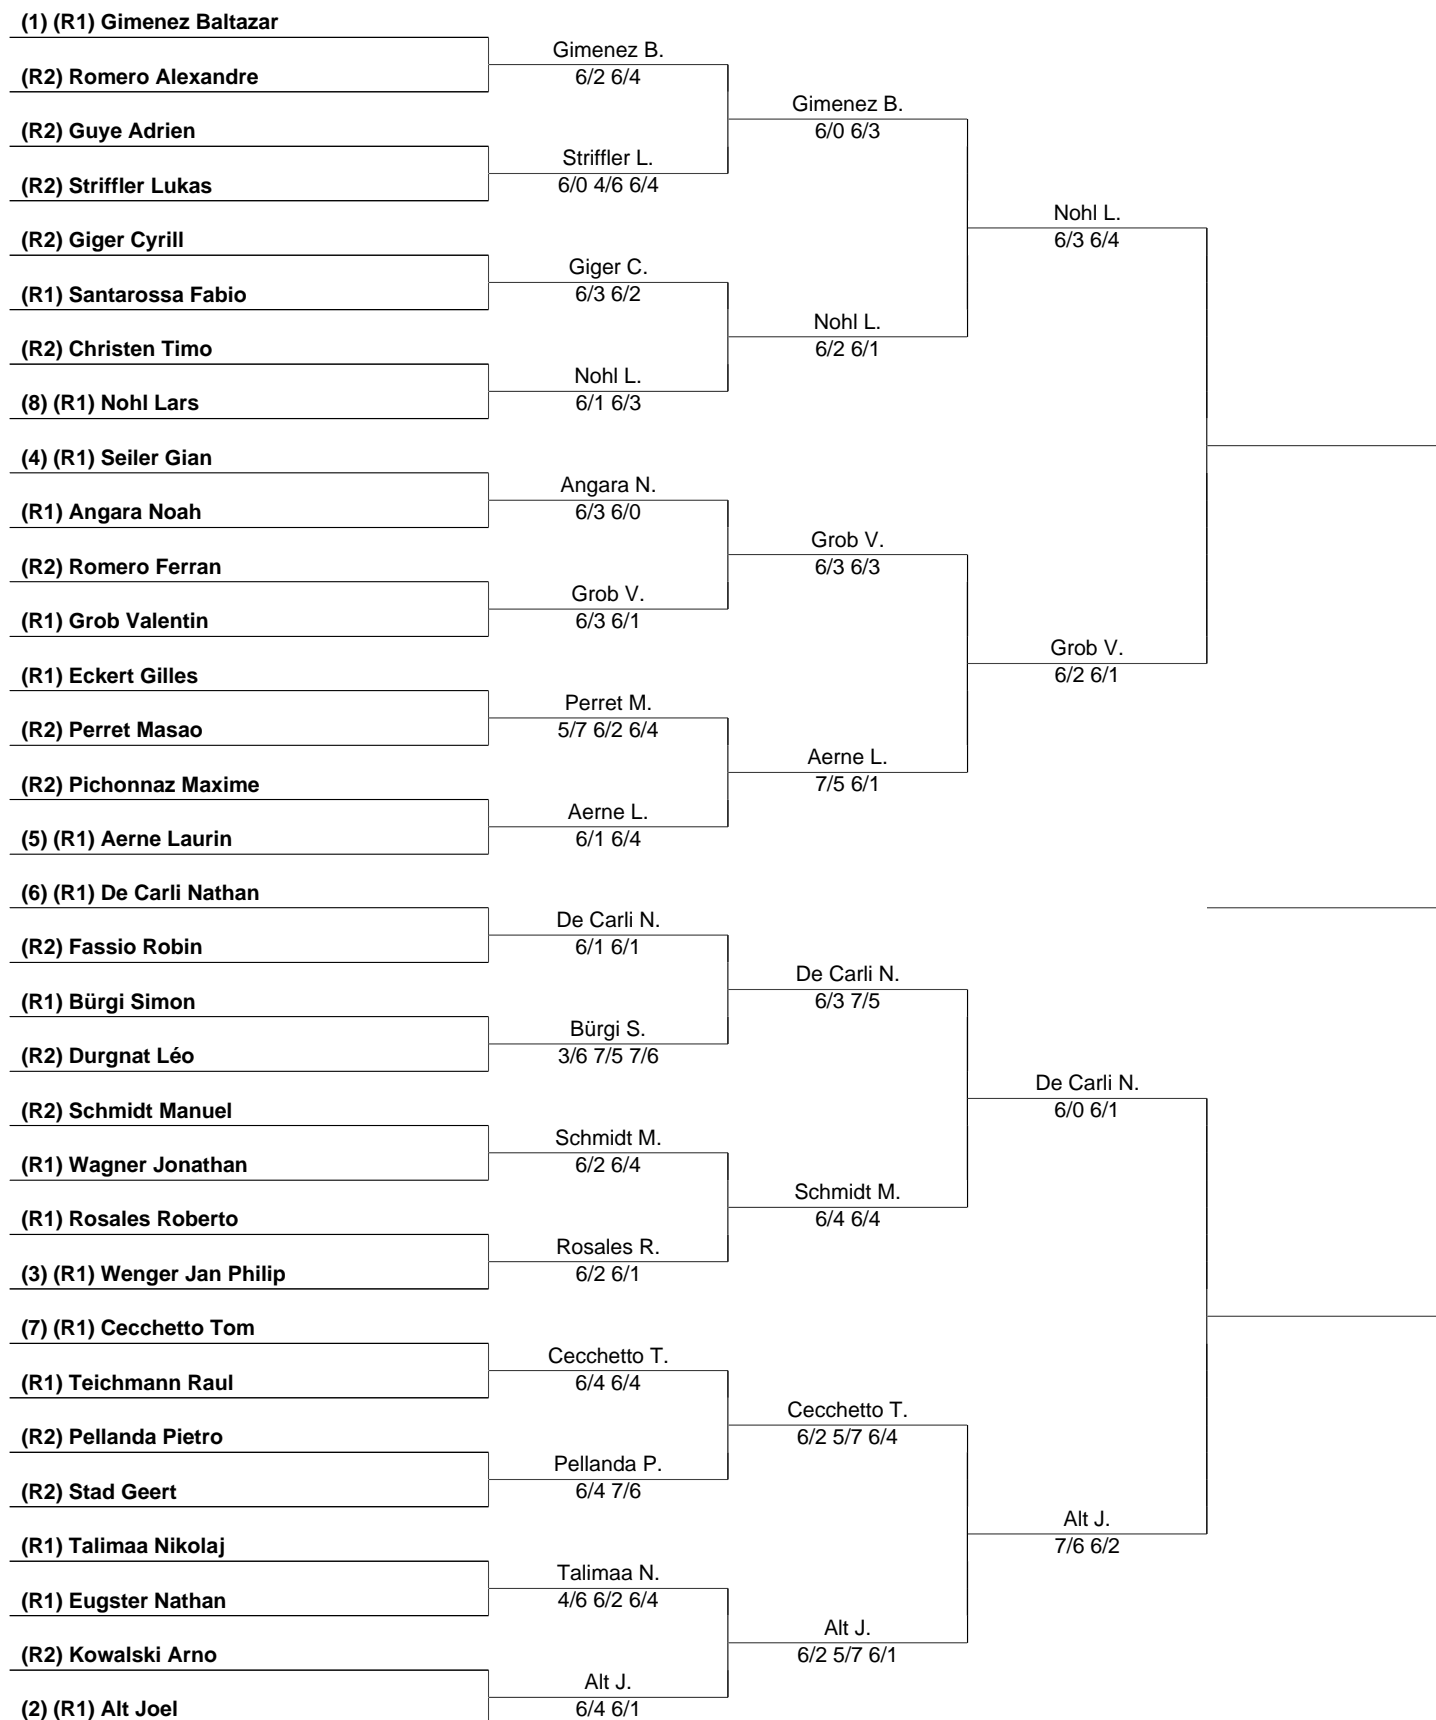 (1) (R1) Gimenez Baltazar
Gimenez B.
(R2) Romero Alexandre
6/2 6/4
Gimenez B.
(R2) Guye Adrien
6/0 6/3
Striffler L.
(R2) Striffler Lukas
6/0 4/6 6/4
Nohl L.
(R2) Giger Cyrill
6/3 6/4
Giger C.
(R1) Santarossa Fabio
6/3 6/2
Nohl L.
(R2) Christen Timo
6/2 6/1
Nohl L.
(8) (R1) Nohl Lars
6/1 6/3
(4) (R1) Seiler Gian
Angara N.
(R1) Angara Noah
6/3 6/0
Grob V.
(R2) Romero Ferran
6/3 6/3
Grob V.
(R1) Grob Valentin
6/3 6/1
Grob V.
(R1) Eckert Gilles
6/2 6/1
Perret M.
(R2) Perret Masao
5/7 6/2 6/4
Aerne L.
(R2) Pichonnaz Maxime
7/5 6/1
Aerne L.
(5) (R1) Aerne Laurin
6/1 6/4
(6) (R1) De Carli Nathan
De Carli N.
(R2) Fassio Robin
6/1 6/1
De Carli N.
(R1) Bürgi Simon
6/3 7/5
Bürgi S.
(R2) Durgnat Léo
3/6 7/5 7/6
De Carli N.
(R2) Schmidt Manuel
6/0 6/1
Schmidt M.
(R1) Wagner Jonathan
6/2 6/4
Schmidt M.
(R1) Rosales Roberto
6/4 6/4
Rosales R.
(3) (R1) Wenger Jan Philip
6/2 6/1
(7) (R1) Cecchetto Tom
Cecchetto T.
(R1) Teichmann Raul
6/4 6/4
Cecchetto T.
(R2) Pellanda Pietro
6/2 5/7 6/4
Pellanda P.
(R2) Stad Geert
6/4 7/6
Alt J.
(R1) Talimaa Nikolaj
7/6 6/2
Talimaa N.
(R1) Eugster Nathan
4/6 6/2 6/4
Alt J.
(R2) Kowalski Arno
6/2 5/7 6/1
Alt J.
(2) (R1) Alt Joel
6/4 6/1